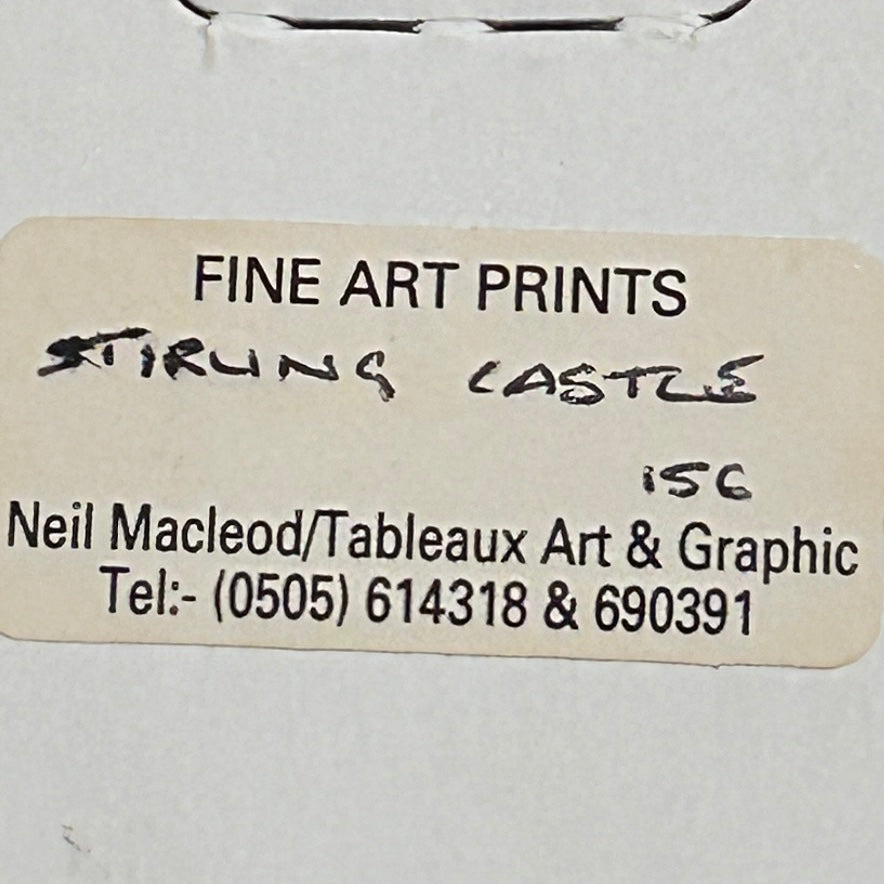 FINE ART PRINTS
STIRLING CASTLE
156
Neil Macleod/Tableaux Art & Graphic
Tel:- (0505) 614318 & 690391